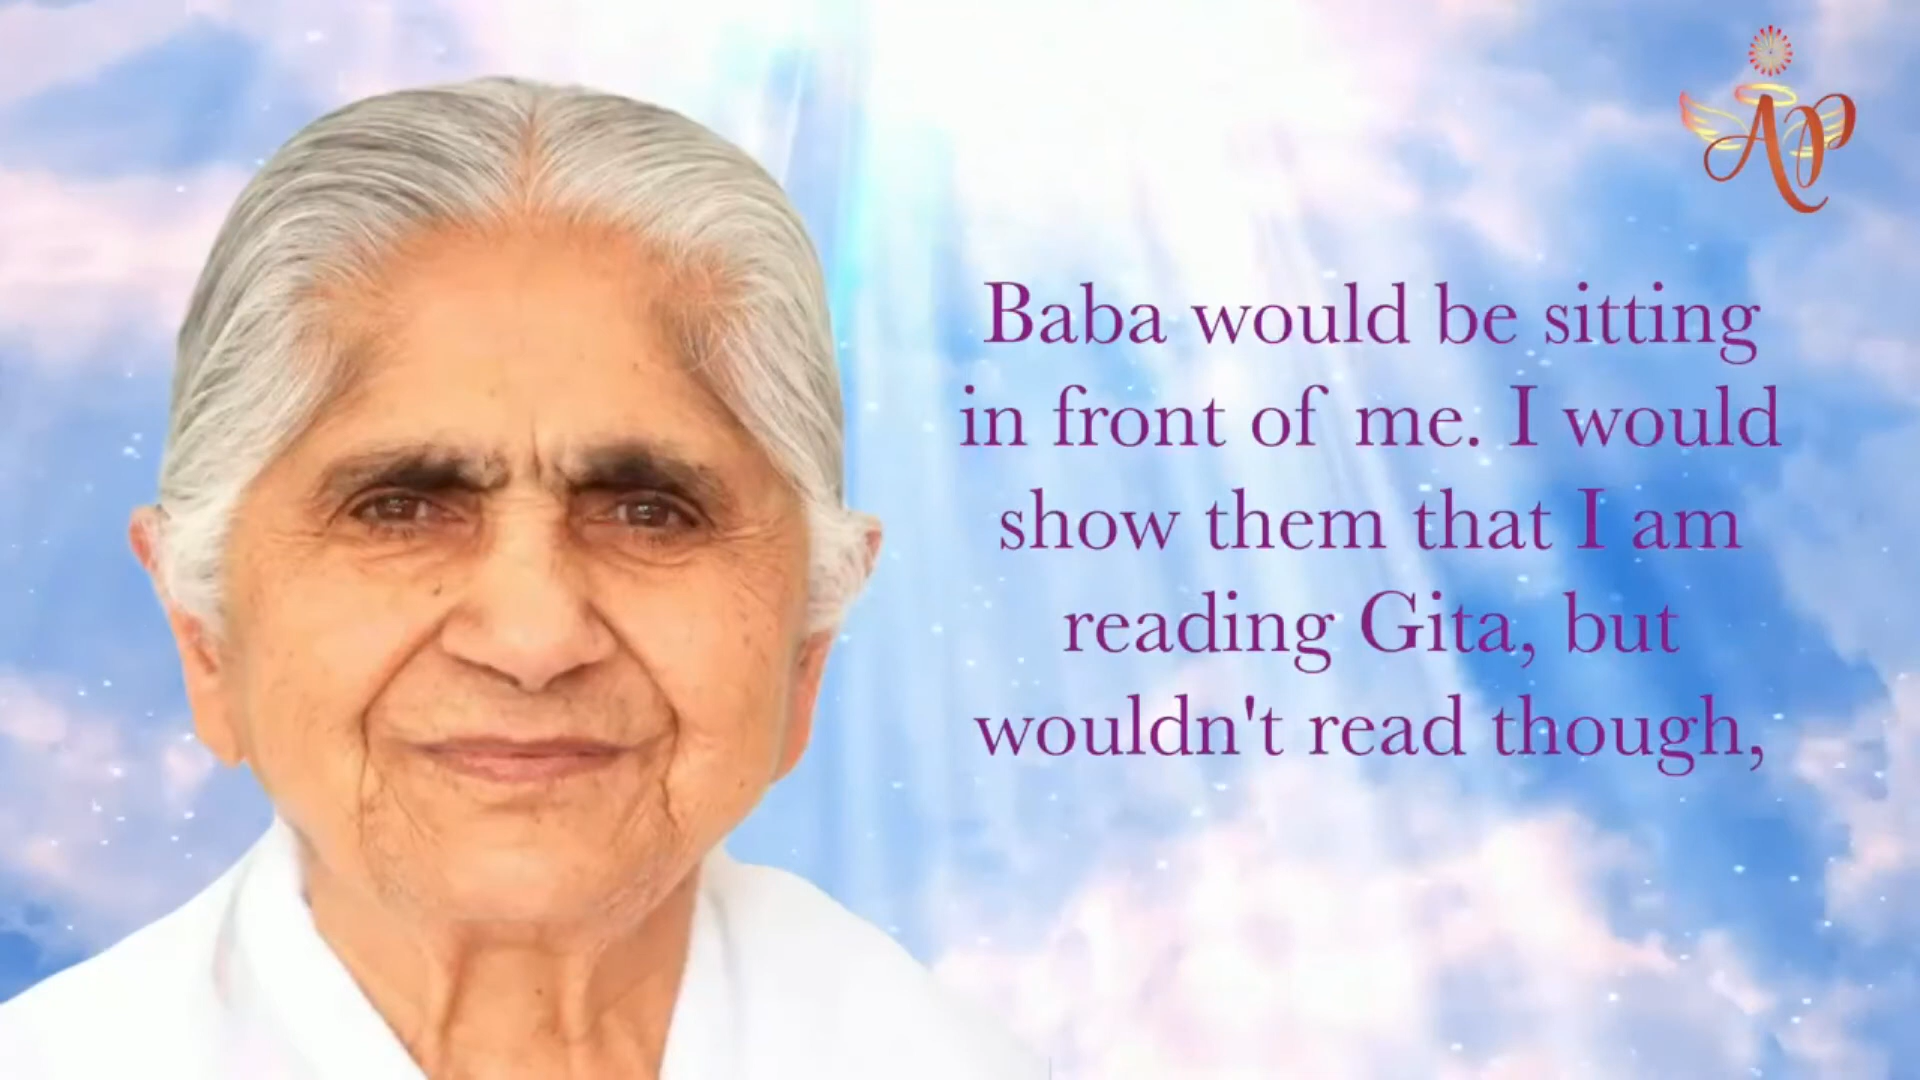 AP
Baba would be sitting
in front of me. I would
show them that I am
reading Gita, but
wouldn't read though,